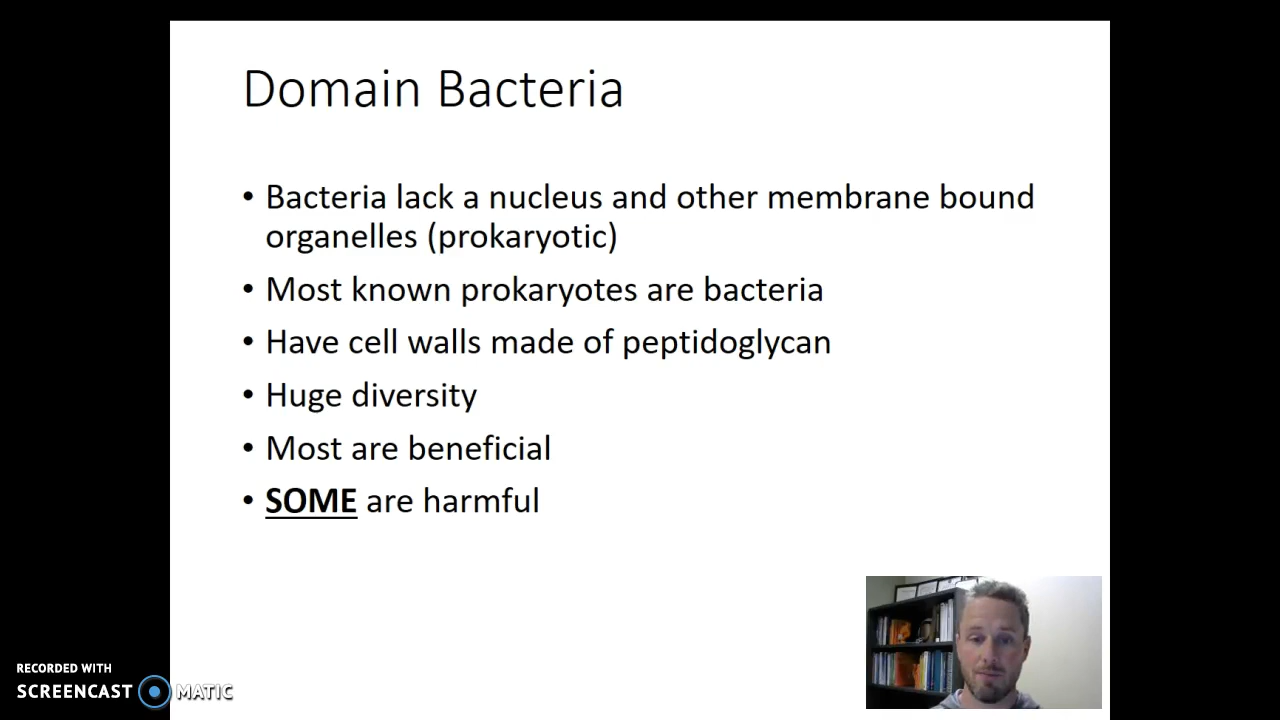 Domain Bacteria
• Bacteria lack a nucleus and other membrane bound
organelles (prokaryotic)
• Most known prokaryotes are bacteria
• Have cell walls made of peptidoglycan
• Huge diversity
• Most are beneficial
• SOME are harmful
RECORDED WITH
SCREENCAST MATIC